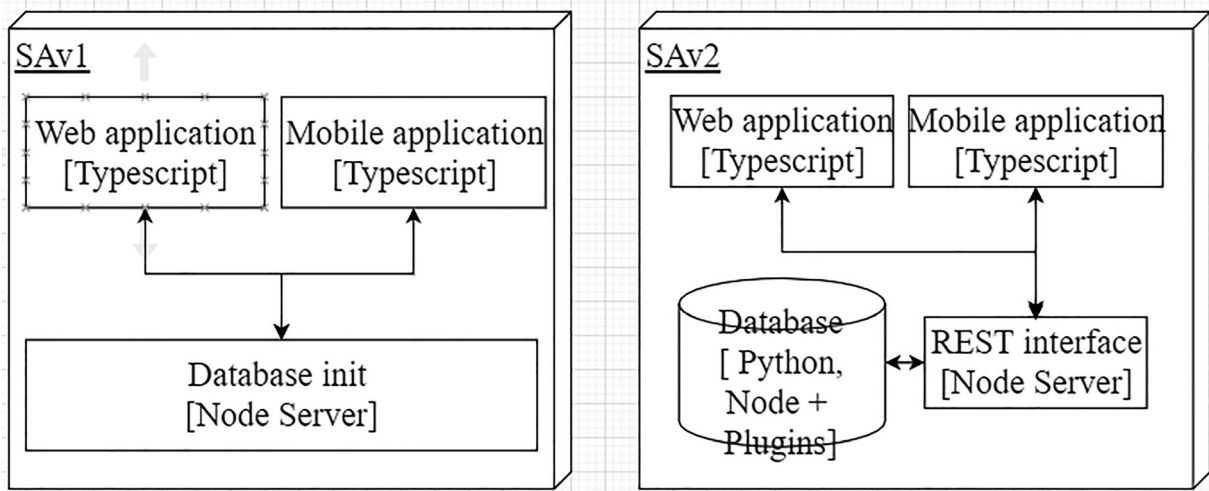 SAv1
Web application
[Typescript]
Mobile application
[Typescript]
Database init
[Node Server]
SAv2
Web application
[Typescript]
Mobile application
[Typescript]
Database
[ Python,
Node +
Plugins]
REST interface
[Node Server]